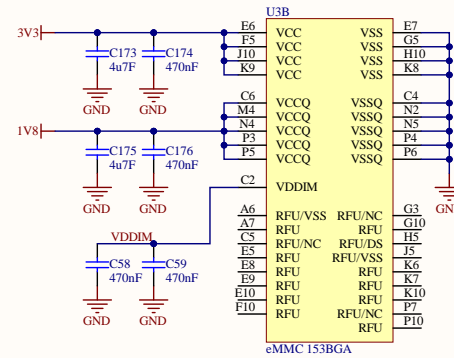 U3B
3V3
E6 VCC VSS E7
F5 VCC VSS G5
J10 VCC VSS H10
K9 VCC VSS K8
C173
4u7F
C174
470nF
GND
GND
C6 VCCQ VSSQ C4
M4 VCCQ VSSQ N2
1V8
N4 VCCQ VSSQ N5
P3 VCCQ VSSQ P4
P5 VCCQ VSSQ P6
C175
4u7F
C176
470nF
C2 VDDIM
GND
GND
GND
A6 RFU/VSS RFU/NC G3
A7 RFU RFU G10
C5 RFU/NC RFU/DS H5
E5 RFU RFU/VSS J5
E8 RFU RFU K6
E9 RFU RFU K7
E10 RFU RFU K10
F10 RFU RFU/NC P7
RFU P10
VDDIM
C58
470nF
C59
470nF
GND
GND
eMMC 153BGA